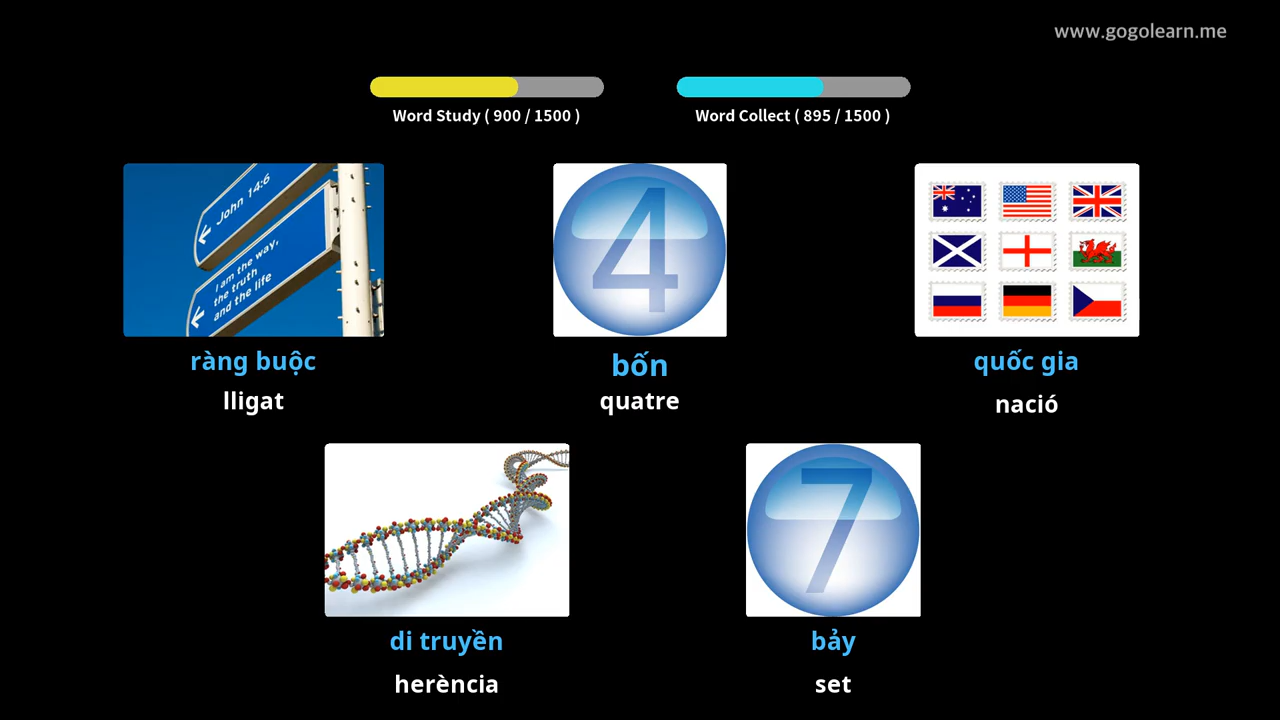 www.gogolearn.me
Word Study ( 900 / 1500 )
Word Collect ( 895 / 1500 )
John 14:6
I am the way,
the truth
and the life
4
ràng buộc
lligat
bốn
quatre
quốc gia
nació
7
di truyền
herència
bảy
set